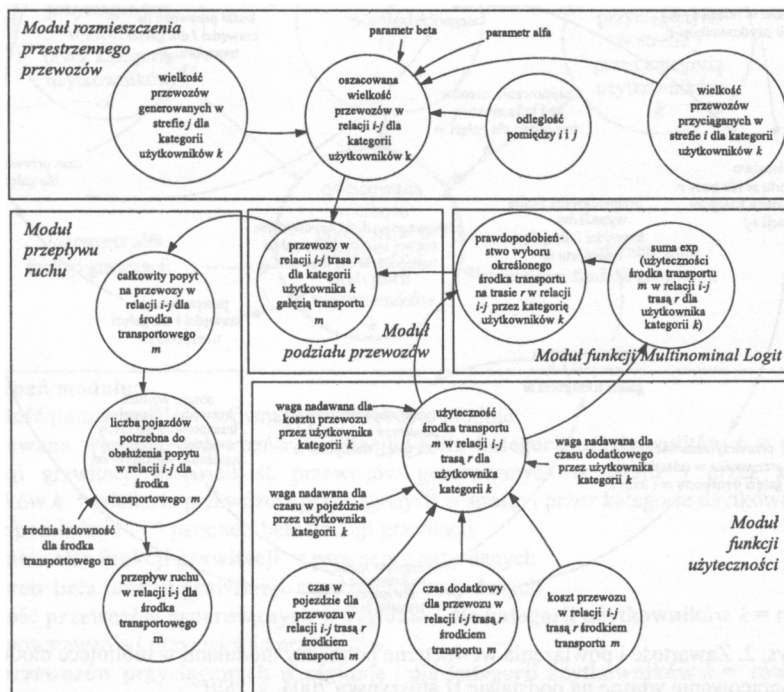 Moduł rozmieszczenia
przestrzennego
przewozów
parametr beta
parametr alfa
wielkość
przewozów
generowanych w
strefie j dla
kategorii
użytkowników k
oszacowana
wielkość
przewozów w
relacji i-j dla
kategorii
użytkowników k
odległość
pomiędzy i i j
wielkość
przewozów
przyciąganych w
strefie i dla kategorii
użytkowników k
Moduł
przepływu
ruchu
całkowity popyt
na przewozy w
relacji i-j dla
środka
transportowego
m
liczba pojazdów
potrzebna do
obsłużenia popytu
w relacji i-j dla
środka
transportowego m
średnia ładowność
dla środka
transportowego m
przepływ ruchu
w relacji i-j dla
środka
transportowego
m
przewozy w
relacji i-j trasa r
dla kategorii
użytkownika k
gałęzią transportu
m
Moduł
podziału przewozów
prawdopodobień-
stwo wyboru
określonego
środka transportu
na trasie r w relacji
i-j przez kategorię
użytkowników k
suma exp
(użyteczności
środka transportu
m w relacji i-j
trasą r dla
użytkownika
kategorii k)
Moduł funkcji Multinominal Logit
waga nadawana dla
kosztu przewozu
przez użytkownika
kategorii k
waga nadawana dla
czasu w pojeździe
przez użytkownika
kategorii k
użyteczność
środka transportu
m w relacji i-j
trasą r dla
użytkownika
kategorii k
waga nadawana dla
czasu dodatkowego
przez użytkownika
kategorii k
Moduł
funkcji
użyteczności
czas w
pojeździe dla
przewozu w
relacji i-j trasą r
środkiem
transportu m
czas dodatkowy
dla przewozu w
relacji i-j trasą r
środkiem
transportu m
koszt przewozu
w relacji i-j
trasą r środkiem
transportu m